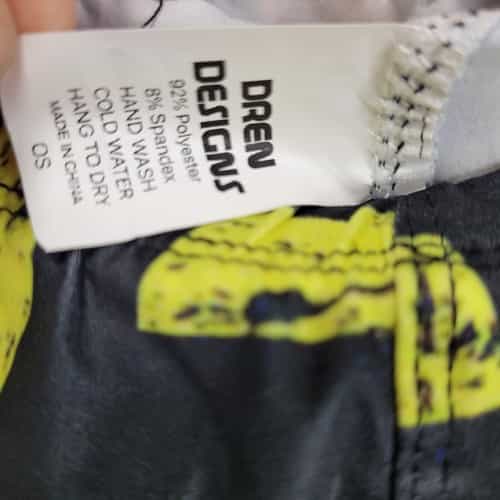 DREN
DESIGNS
92% Polyester
8% Spandex
HAND WASH
COLD WATER
HANG TO DRY
MADE IN CHINA
OS